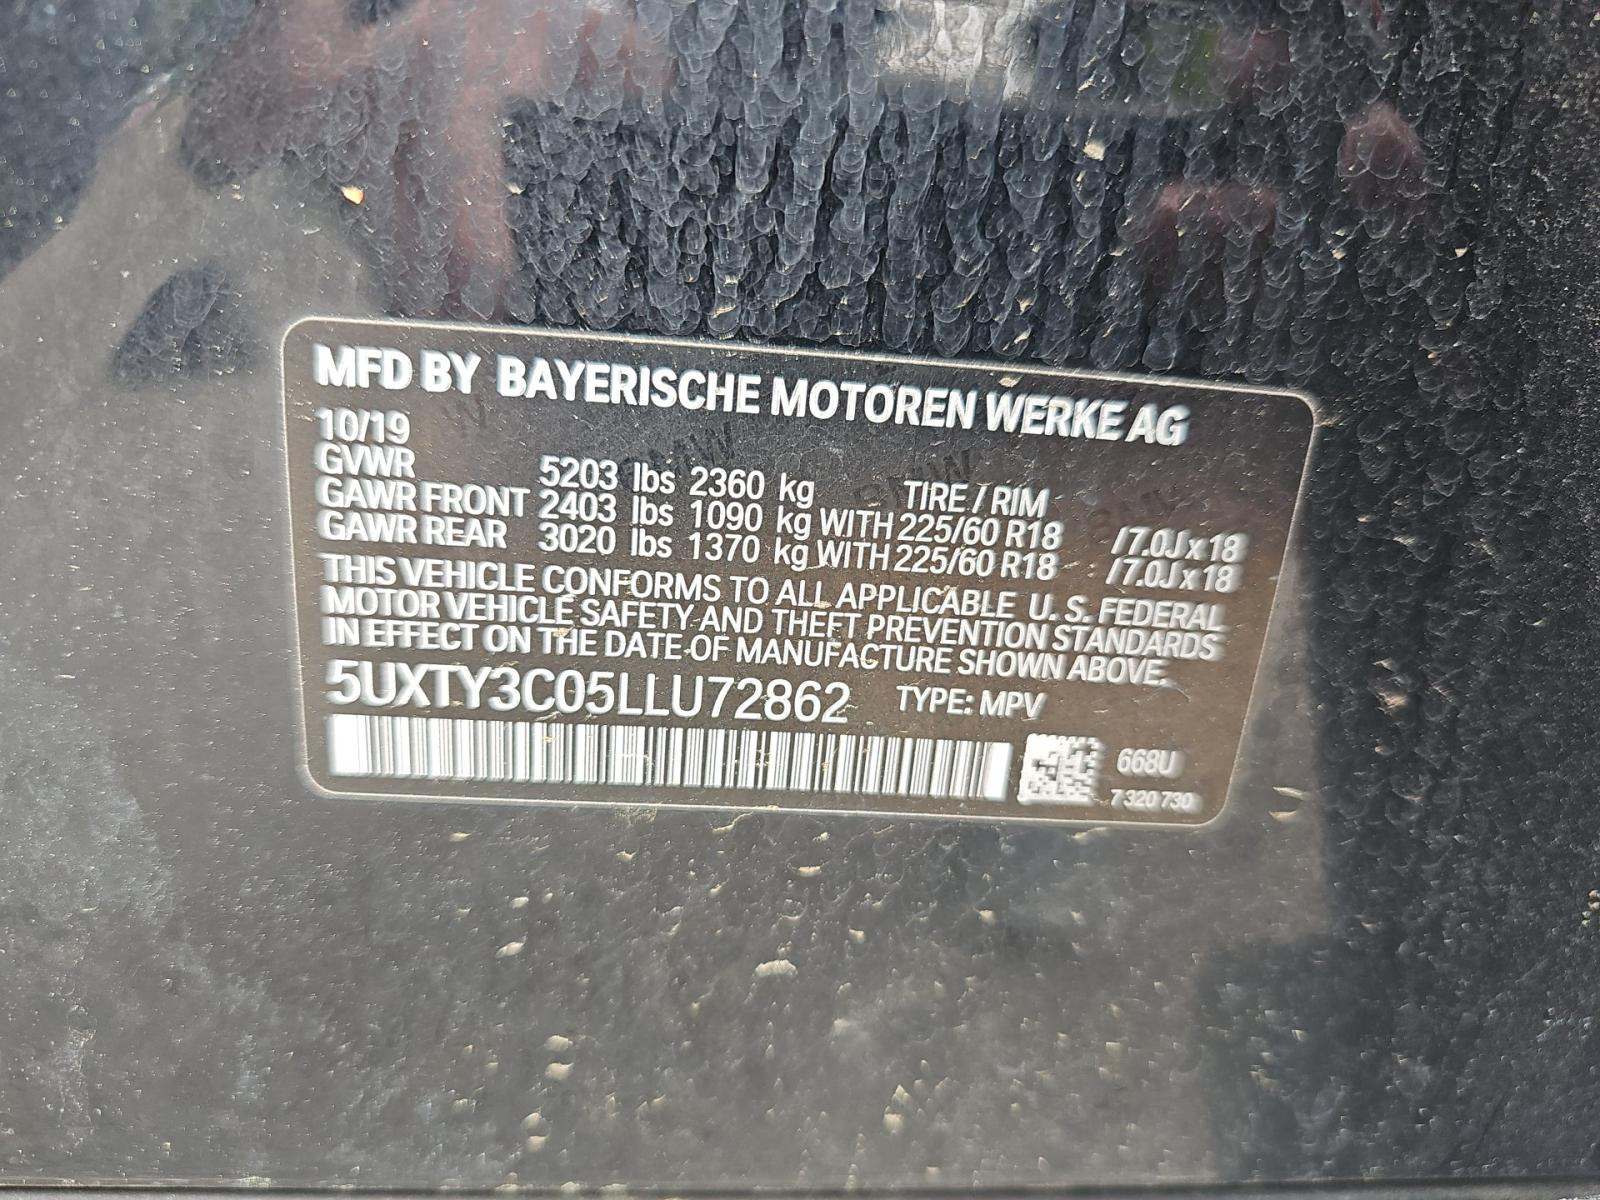 MFD BY BAYERISCHE MOTOREN WERKE AG
10/19
GVWR 5203 lbs 2360 kg TIRE / RIM
GAWR FRONT 2403 lbs 1090 kg WITH 225/60 R18 / 7.0J x 18
GAWR REAR 3020 lbs 1370 kg WITH 225/60 R18 / 7.0J x 18
THIS VEHICLE CONFORMS TO ALL APPLICABLE U. S. FEDERAL
MOTOR VEHICLE SAFETY AND THEFT PREVENTION STANDARDS
IN EFFECT ON THE DATE OF MANUFACTURE SHOWN ABOVE.
5UXTY3C05LLU72862 TYPE: MPV
668U
7 320 730